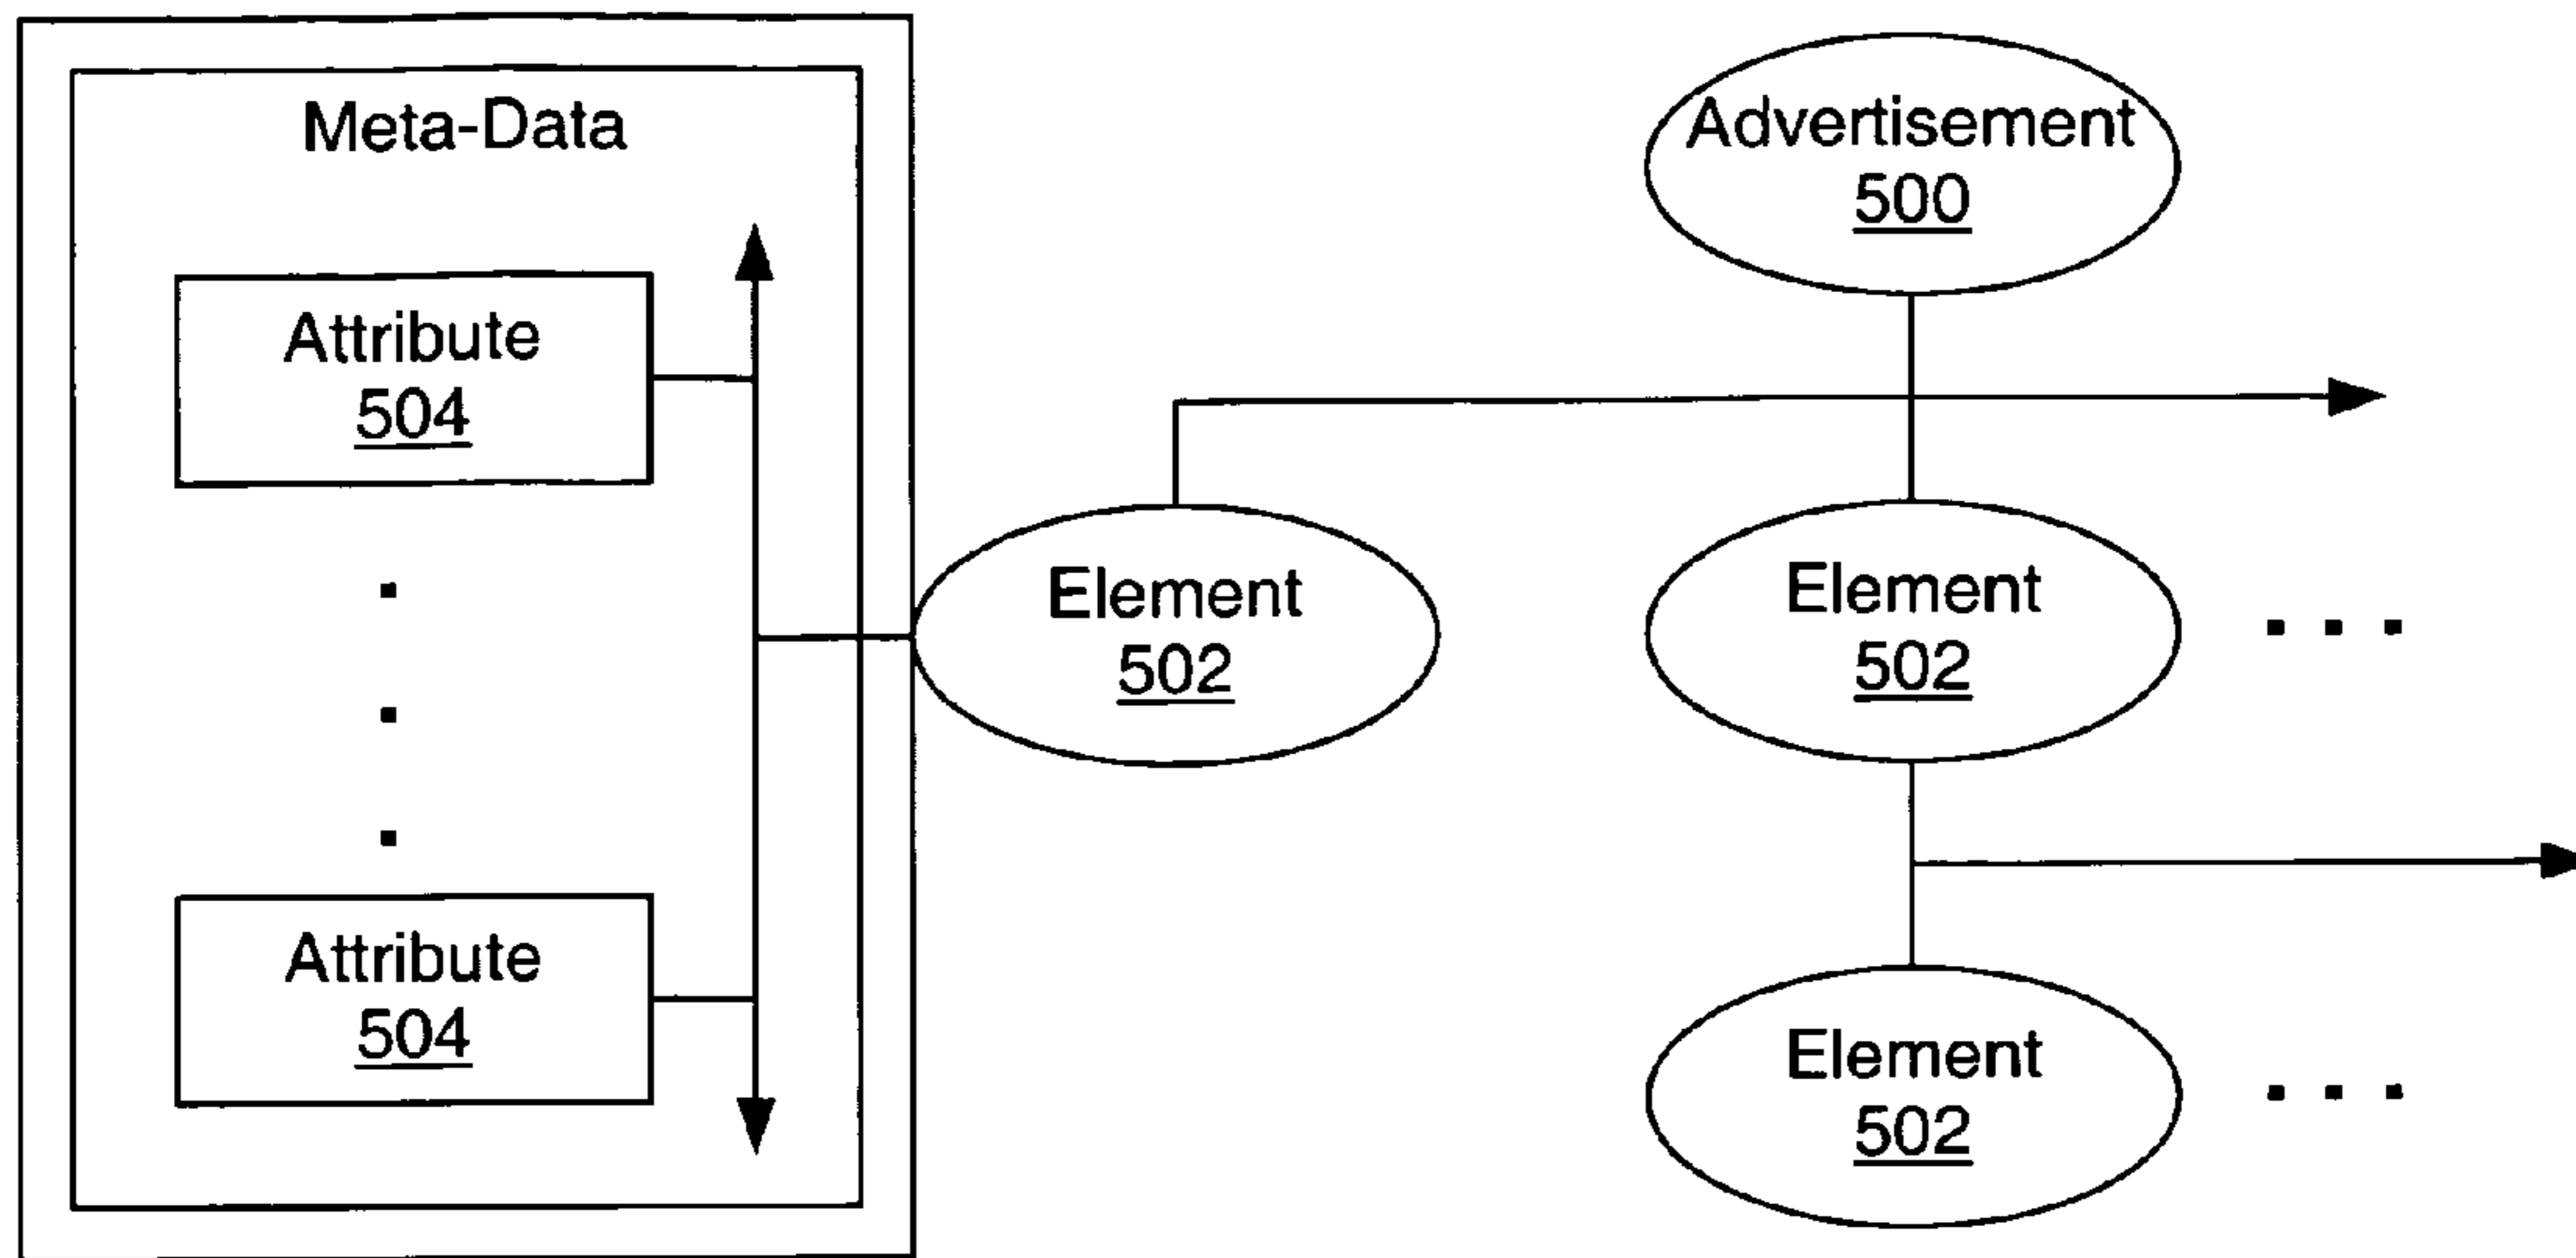 Meta-Data
Attribute
504
Attribute
504
Advertisement
500
Element
502
Element
502
Element
502